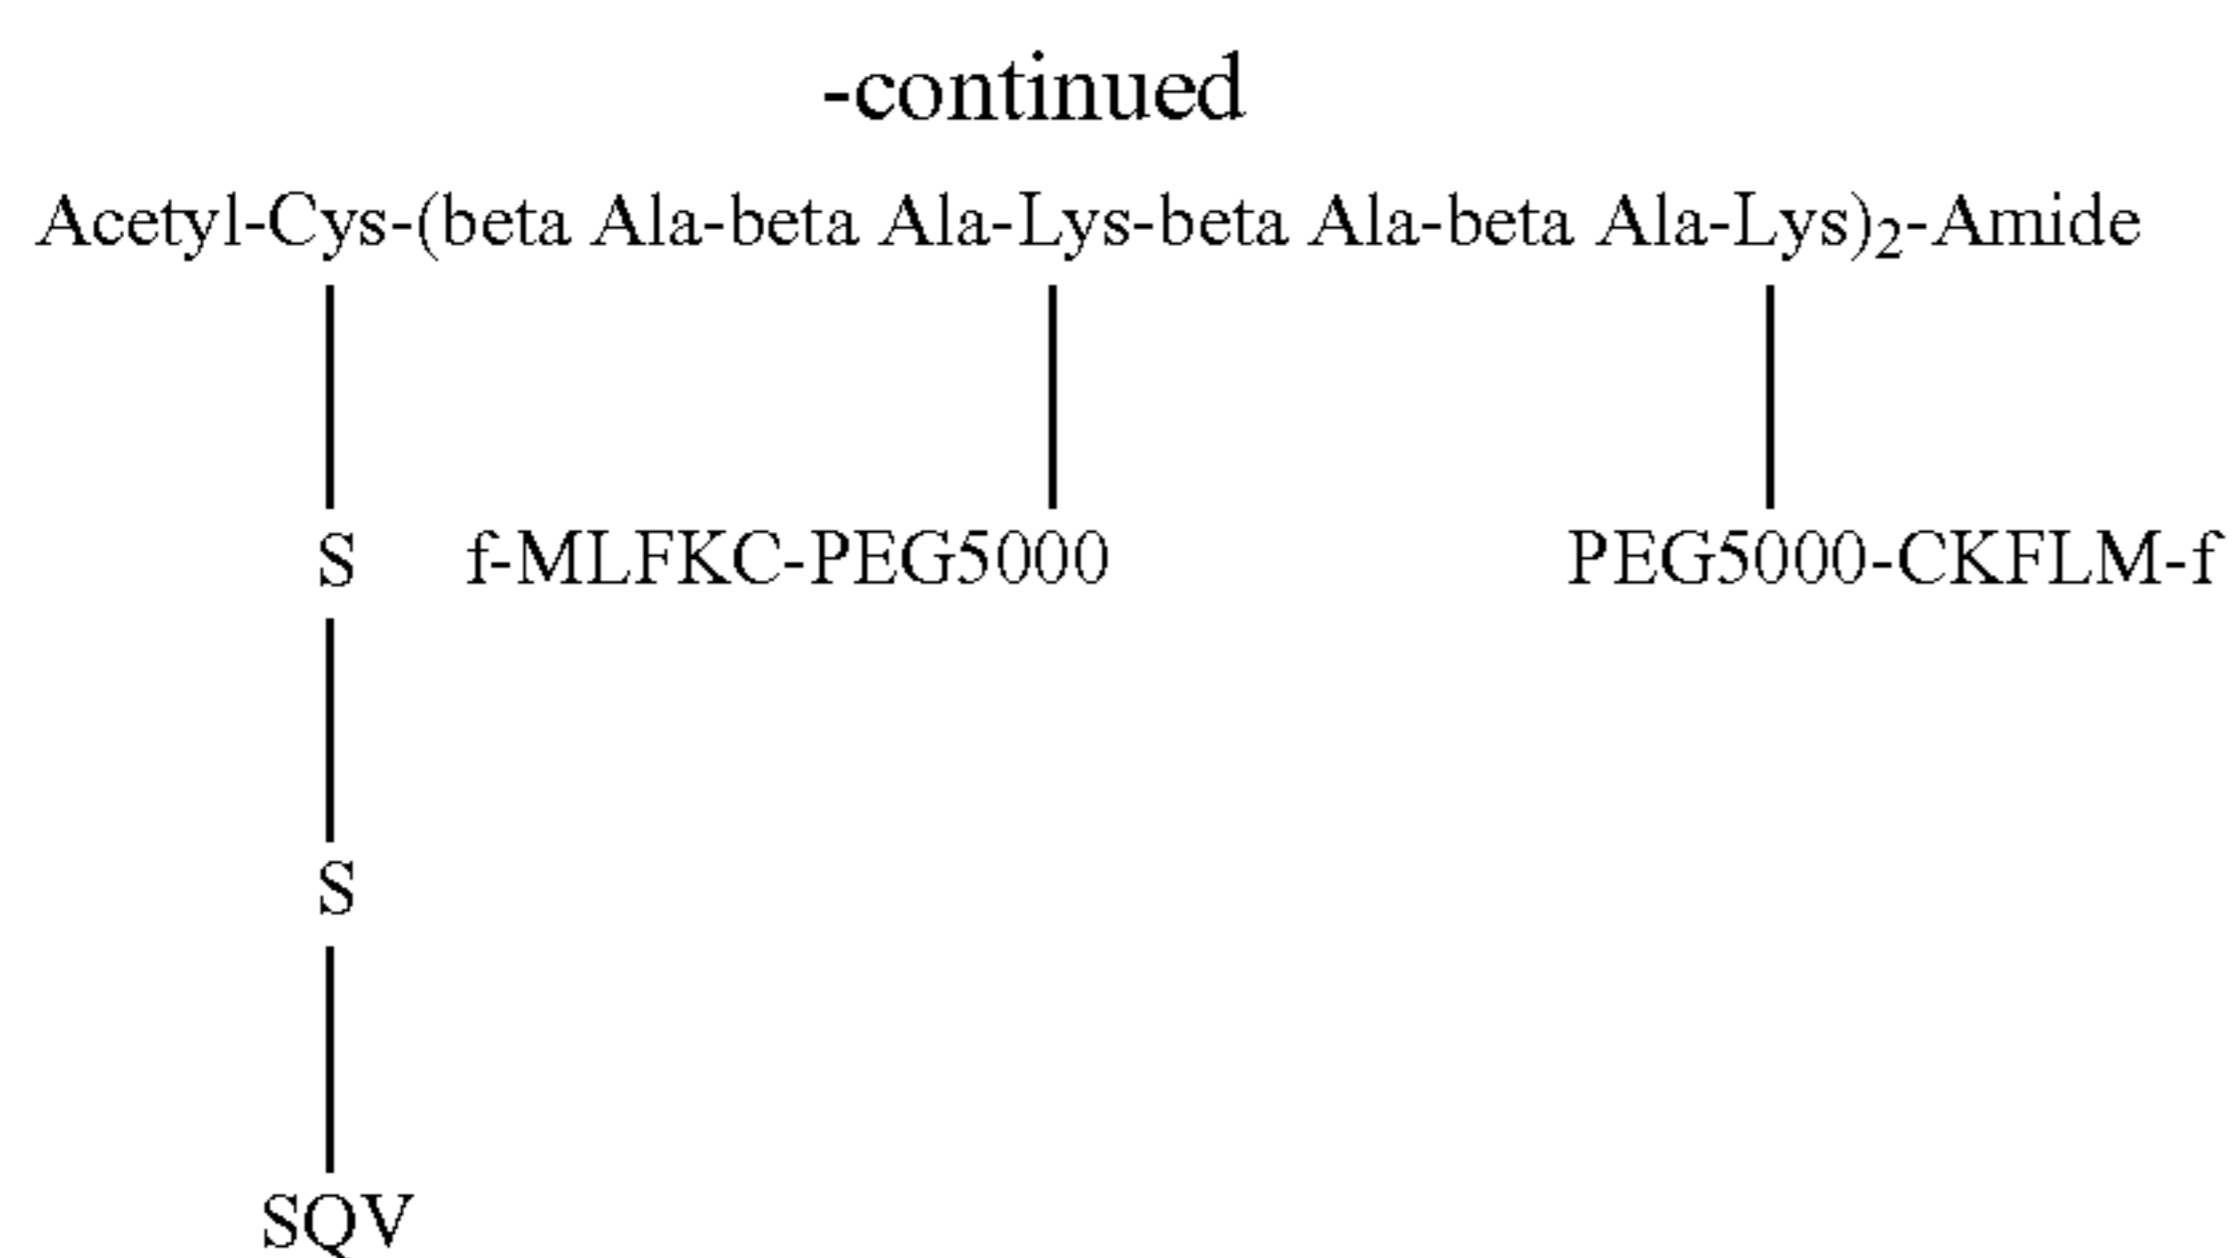 -continued
Acetyl-Cys-(beta Ala-beta Ala-Lys-beta Ala-beta Ala-Lys)₂-Amide
S f-MLFKC-PEG5000 PEG5000-CKFLM-f
S
SQV